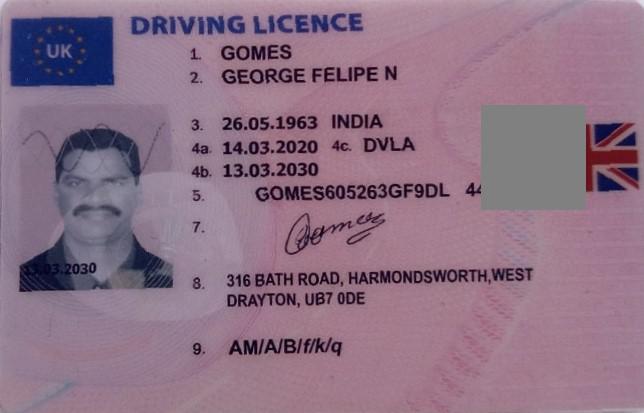 DRIVING LICENCE
UK
1. GOMES
2. GEORGE FELIPE N
3. 26.05.1963 INDIA
4a. 14.03.2020 4c. DVLA
4b. 13.03.2030
5. GOMES605263GF9DL 44
7. Gomes
13.03.2030
8. 316 BATH ROAD, HARMONDSWORTH,WEST
DRAYTON, UB7 0DE
9. AM/A/B/f/k/q